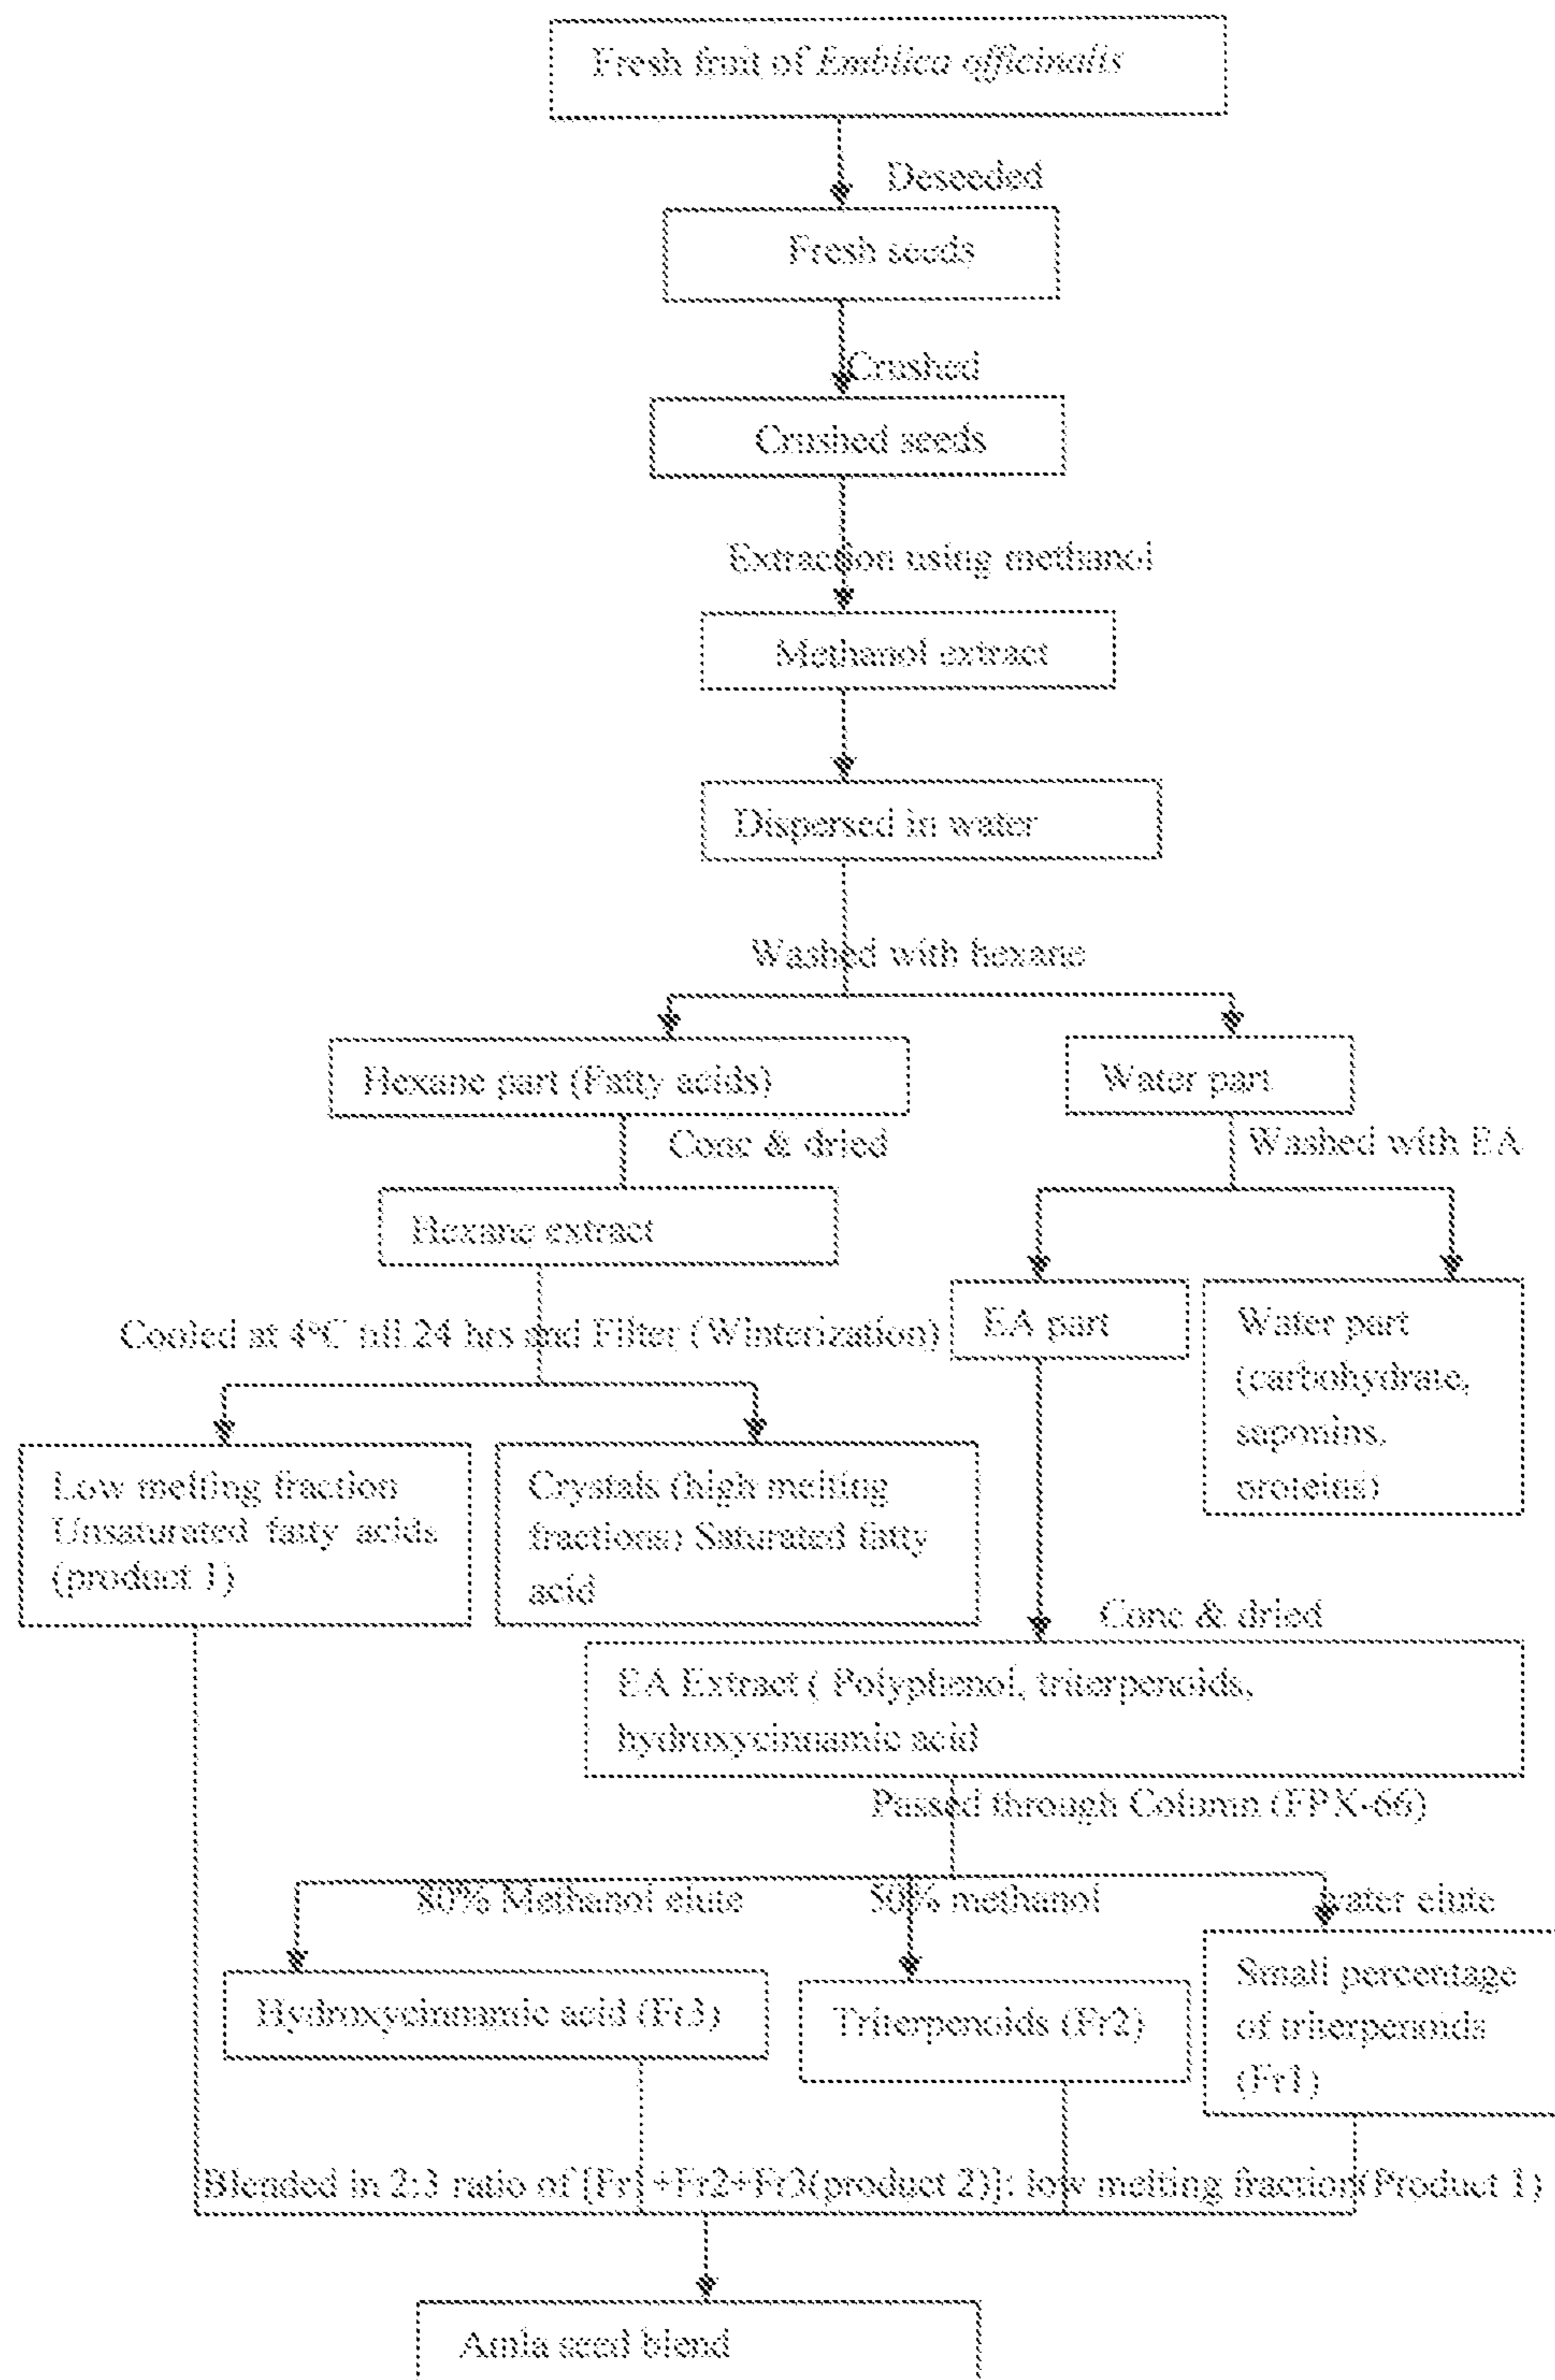 Fresh fruit of Emblica officinalis
Deseeded
Fresh seeds
Crushed
Crushed seeds
Extraction using methanol
Methanol extract
Dispersed in water
Washed with hexane
Hexane part (Fatty acids)
Water part
Conc & dried
Washed with EA
Hexane extract
Cooled at 4°C till 24 hrs and Filter (Winterization)
EA part
Water part
(carbohydrate,
saponins,
proteins)
Low melting fraction
Unsaturated fatty acids
(product 1)
Crystals (high melting
fractions) Saturated fatty
acid
Conc & dried
EA Extract ( Polyphenol, triterpenoids,
hydroxycinnamic acid
Passed through Column (FPX-66)
80% Methanol elute
50% methanol
water elute
Hydroxycinnamic acid (Fr3)
Triterpenoids (Fr2)
Small percentage
of triterpenoids
(Fr1)
Blended in 2:3 ratio of [Fr1+Fr2+Fr3(product 2)]: low melting fraction(Product 1)
Amla seed blend